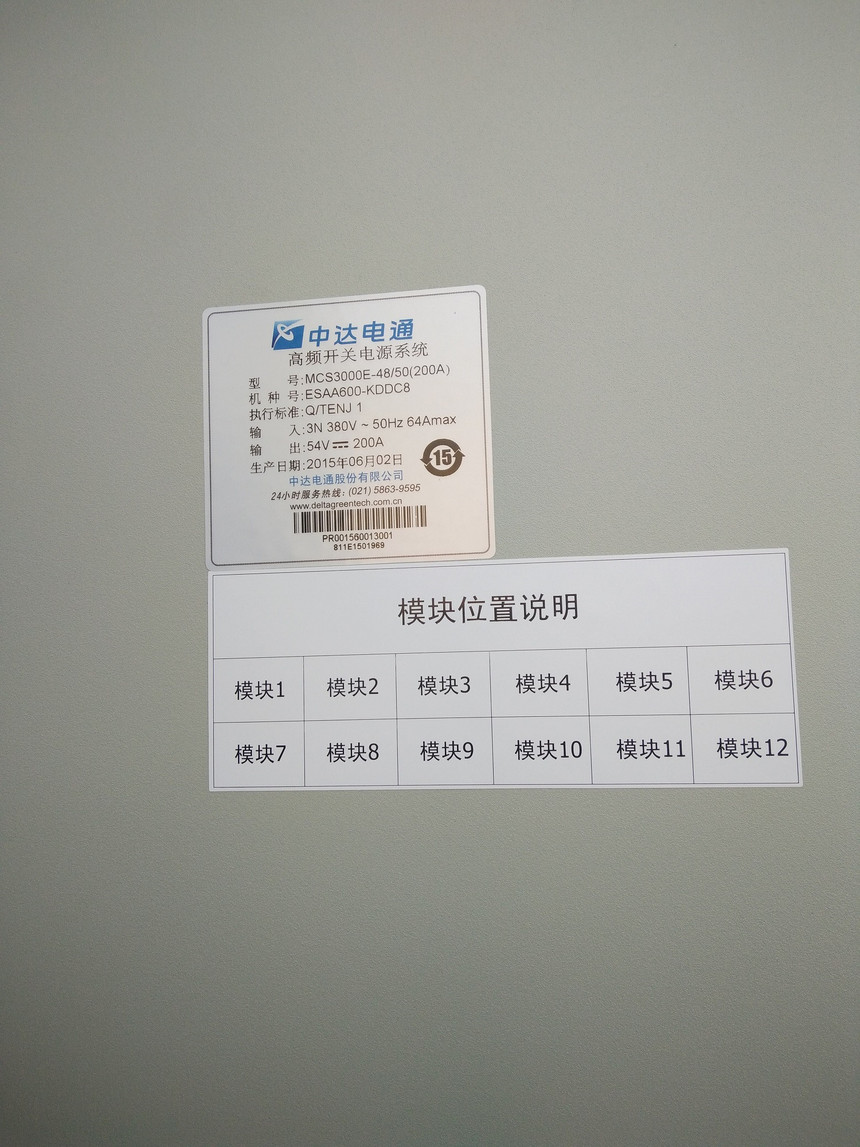 中达电通
高频开关电源系统
型 号:MCS3000E-48/50(200A)
机 种 号:ESAA600-KDDC8
执行标准:Q/TENJ 1
输 入:3N 380V ~ 50Hz 64Amax
输 出:54V⎓ 200A
生产日期:2015年06月02日
15
中达电通股份有限公司
24小时服务热线: (021) 5863-9595
www.deltagreentech.com.cn
PR001560013001
811E1501969
模块位置说明
模块1 模块2 模块3 模块4 模块5 模块6
模块7 模块8 模块9 模块10 模块11 模块12